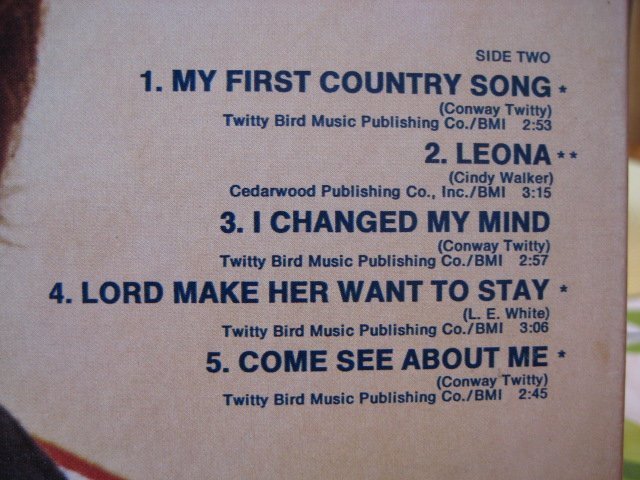 SIDE TWO
1. MY FIRST COUNTRY SONG *
(Conway Twitty)
Twitty Bird Music Publishing Co./BMI 2:53
2. LEONA **
(Cindy Walker)
Cedarwood Publishing Co., Inc./BMI 3:15
3. I CHANGED MY MIND
(Conway Twitty)
Twitty Bird Music Publishing Co./BMI 2:57
4. LORD MAKE HER WANT TO STAY *
(L. E. White)
Twitty Bird Music Publishing Co./BMI 3:06
5. COME SEE ABOUT ME *
(Conway Twitty)
Twitty Bird Music Publishing Co./BMI 2:45